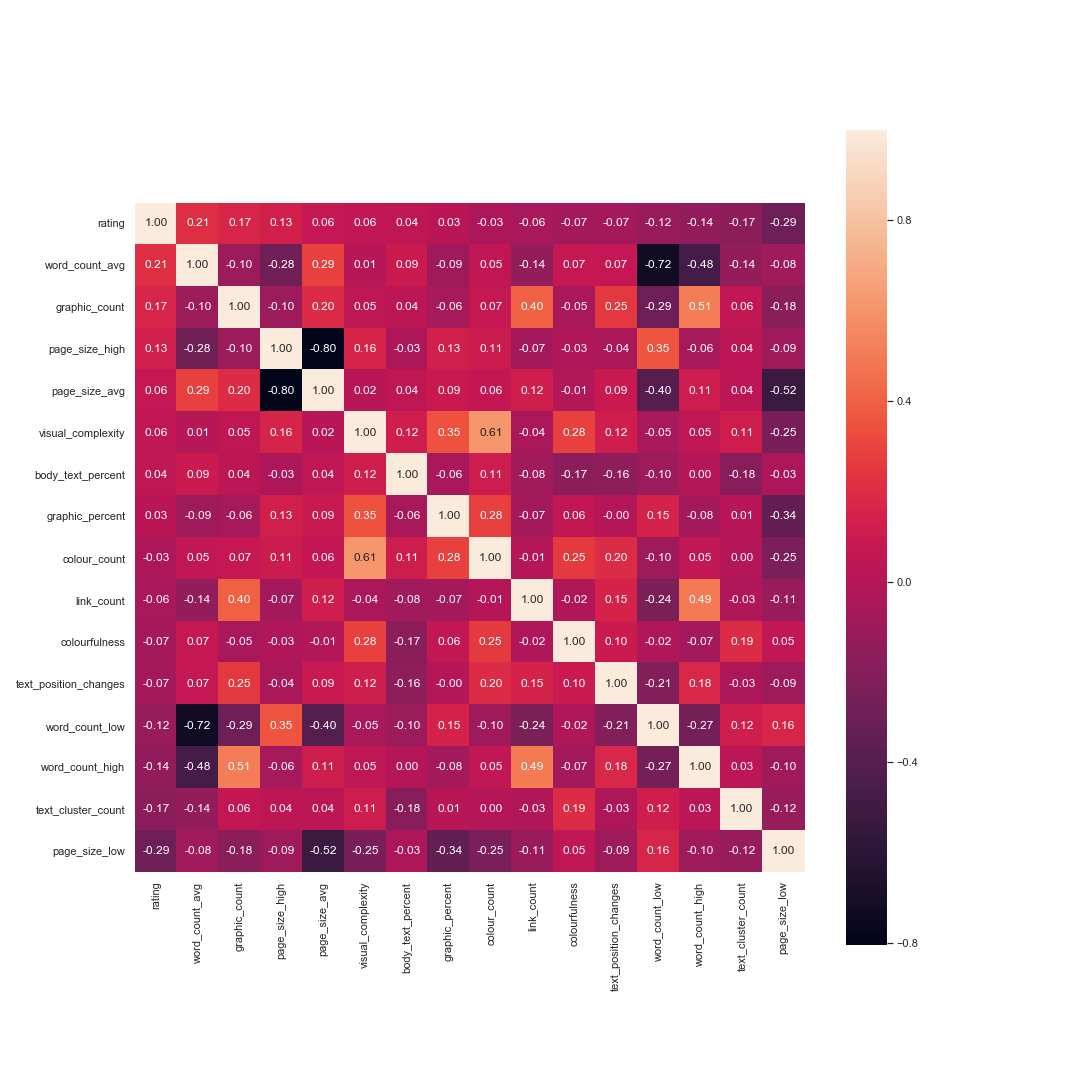 0.8
rating 1.00 0.21 0.17 0.13 0.06 0.06 0.04 0.03 -0.03 -0.06 -0.07 -0.07 -0.12 -0.14 -0.17 -0.29
word_count_avg 0.21 1.00 -0.10 -0.28 0.29 0.01 0.09 -0.09 0.05 -0.14 0.07 0.07 -0.72 -0.48 -0.14 -0.08
graphic_count 0.17 -0.10 1.00 -0.10 0.20 0.05 0.04 -0.06 0.07 0.40 -0.05 0.25 -0.29 0.51 0.06 -0.18
page_size_high 0.13 -0.28 -0.10 1.00 -0.80 0.16 -0.03 0.13 0.11 -0.07 -0.03 -0.04 0.35 -0.06 0.04 -0.09
page_size_avg 0.06 0.29 0.20 -0.80 1.00 0.02 0.04 0.09 0.06 0.12 -0.01 0.09 -0.40 0.11 0.04 -0.52
0.4
visual_complexity 0.06 0.01 0.05 0.16 0.02 1.00 0.12 0.35 0.61 -0.04 0.28 0.12 -0.05 0.05 0.11 -0.25
body_text_percent 0.04 0.09 0.04 -0.03 0.04 0.12 1.00 -0.06 0.11 -0.08 -0.17 -0.16 -0.10 0.00 -0.18 -0.03
graphic_percent 0.03 -0.09 -0.06 0.13 0.09 0.35 -0.06 1.00 0.28 -0.07 0.06 -0.00 0.15 -0.08 0.01 -0.34
colour_count -0.03 0.05 0.07 0.11 0.06 0.61 0.11 0.28 1.00 -0.01 0.25 0.20 -0.10 0.05 0.00 -0.25
0.0
link_count -0.06 -0.14 0.40 -0.07 0.12 -0.04 -0.08 -0.07 -0.01 1.00 -0.02 0.15 -0.24 0.49 -0.03 -0.11
colourfulness -0.07 0.07 -0.05 -0.03 -0.01 0.28 -0.17 0.06 0.25 -0.02 1.00 0.10 -0.02 -0.07 0.19 0.05
text_position_changes -0.07 0.07 0.25 -0.04 0.09 0.12 -0.16 -0.00 0.20 0.15 0.10 1.00 -0.21 0.18 -0.03 -0.09
word_count_low -0.12 -0.72 -0.29 0.35 -0.40 -0.05 -0.10 0.15 -0.10 -0.24 -0.02 -0.21 1.00 -0.27 0.12 0.16
−0.4
word_count_high -0.14 -0.48 0.51 -0.06 0.11 0.05 0.00 -0.08 0.05 0.49 -0.07 0.18 -0.27 1.00 0.03 -0.10
text_cluster_count -0.17 -0.14 0.06 0.04 0.04 0.11 -0.18 0.01 0.00 -0.03 0.19 -0.03 0.12 0.03 1.00 -0.12
page_size_low -0.29 -0.08 -0.18 -0.09 -0.52 -0.25 -0.03 -0.34 -0.25 -0.11 0.05 -0.09 0.16 -0.10 -0.12 1.00
−0.8
rating
word_count_avg
graphic_count
page_size_high
page_size_avg
visual_complexity
body_text_percent
graphic_percent
colour_count
link_count
colourfulness
text_position_changes
word_count_low
word_count_high
text_cluster_count
page_size_low